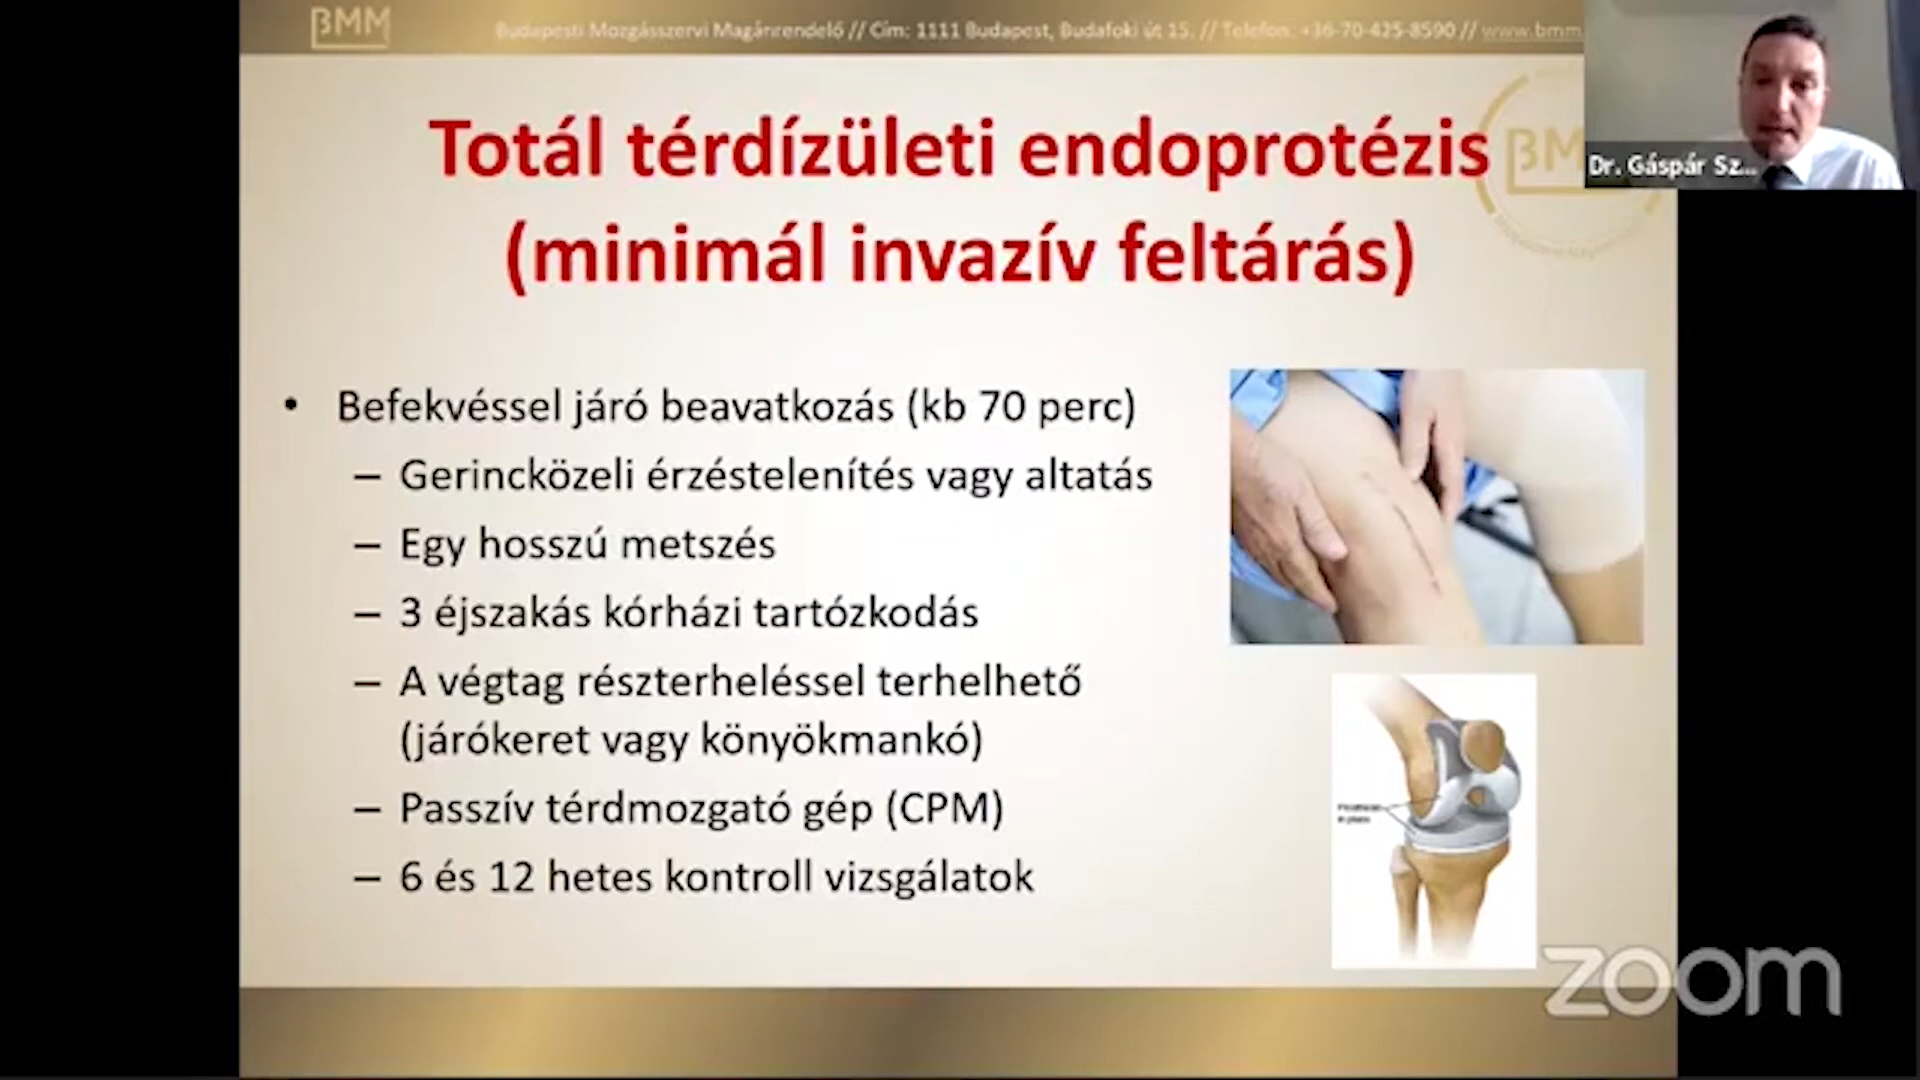 BMM
Budapesti Mozgásszervi Magánrendelő // Cím: 1111 Budapest, Budafoki út 15. // Telefon: +36-70-425-8590 // www.bmm
Dr. Gáspár Sz...
BM
Totál térdízületi endoprotézis
(minimál invazív feltárás)
• Befekvéssel járó beavatkozás (kb 70 perc)
– Gerincközeli érzéstelenítés vagy altatás
– Egy hosszú metszés
– 3 éjszakás kórházi tartózkodás
– A végtag részterheléssel terhelhető
(járókeret vagy könyökmankó)
– Passzív térdmozgató gép (CPM)
– 6 és 12 hetes kontroll vizsgálatok
zoom